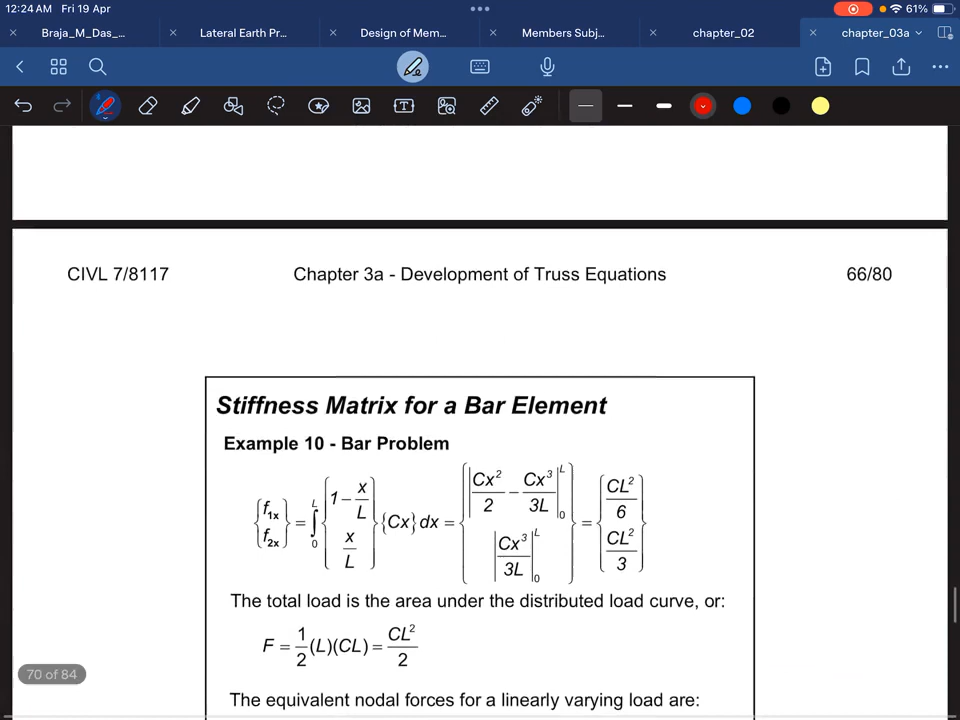 12:24 AM Fri 19 Apr
61%
Braja_M_Das_...
Lateral Earth Pr...
Design of Mem...
Members Subj...
chapter_02
chapter_03a
CIVL 7/8117
Chapter 3a - Development of Truss Equations
66/80
Stiffness Matrix for a Bar Element
Example 10 - Bar Problem
{f1x f2x} = ∫₀ᴸ {1 − x/L, x/L} {Cx} dx = {|Cx²/2 − Cx³/3L|₀ᴸ, |Cx³/3L|₀ᴸ} = {CL²/6, CL²/3}
The total load is the area under the distributed load curve, or:
F = 1/2 (L)(CL) = CL²/2
70 of 84
The equivalent nodal forces for a linearly varying load are: